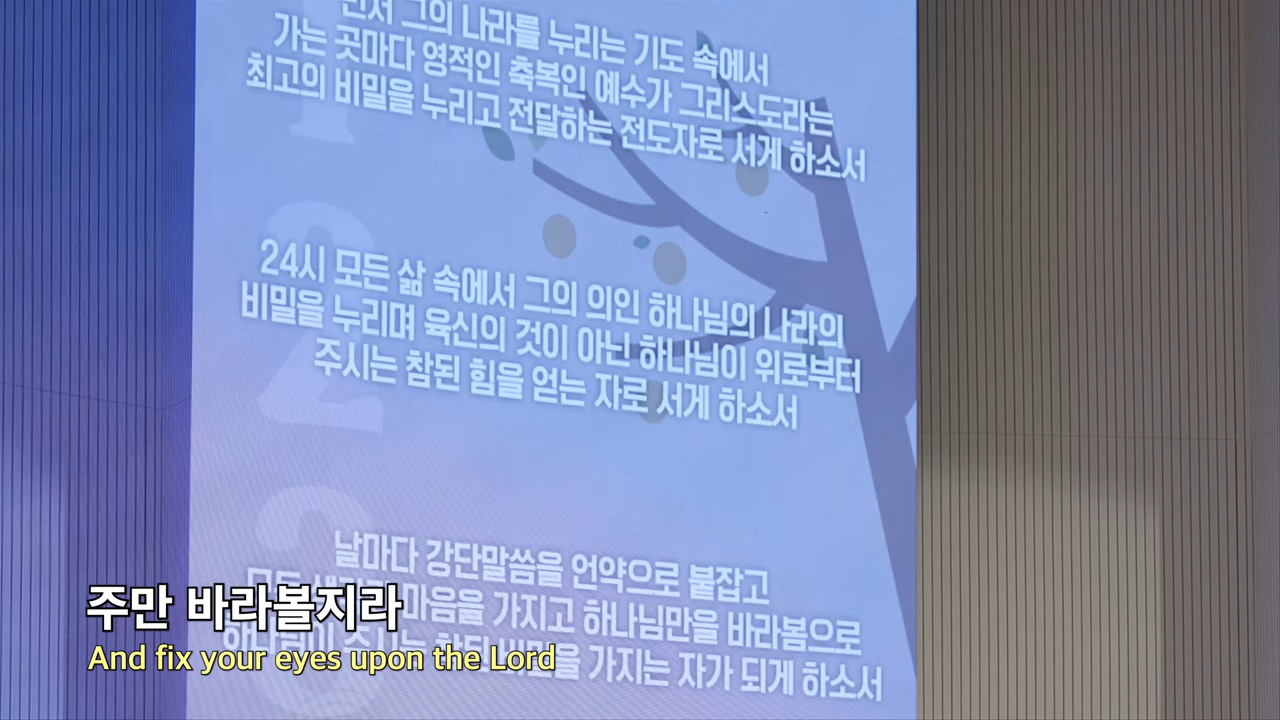 1
먼저 그의 나라를 누리는 기도 속에서
가는 곳마다 영적인 축복인 예수가 그리스도라는
최고의 비밀을 누리고 전달하는 전도자로 서게 하소서
2
24시 모든 삶 속에서 그의 의인 하나님의 나라의
비밀을 누리며 육신의 것이 아닌 하나님이 위로부터
주시는 참된 힘을 얻는 자로 서게 하소서
날마다 강단말씀을 언약으로 붙잡고
마음을 가지고 하나님만을 바라봄으로
가지는 자가 되게 하소서
주만 바라볼지라
And fix your eyes upon the Lord